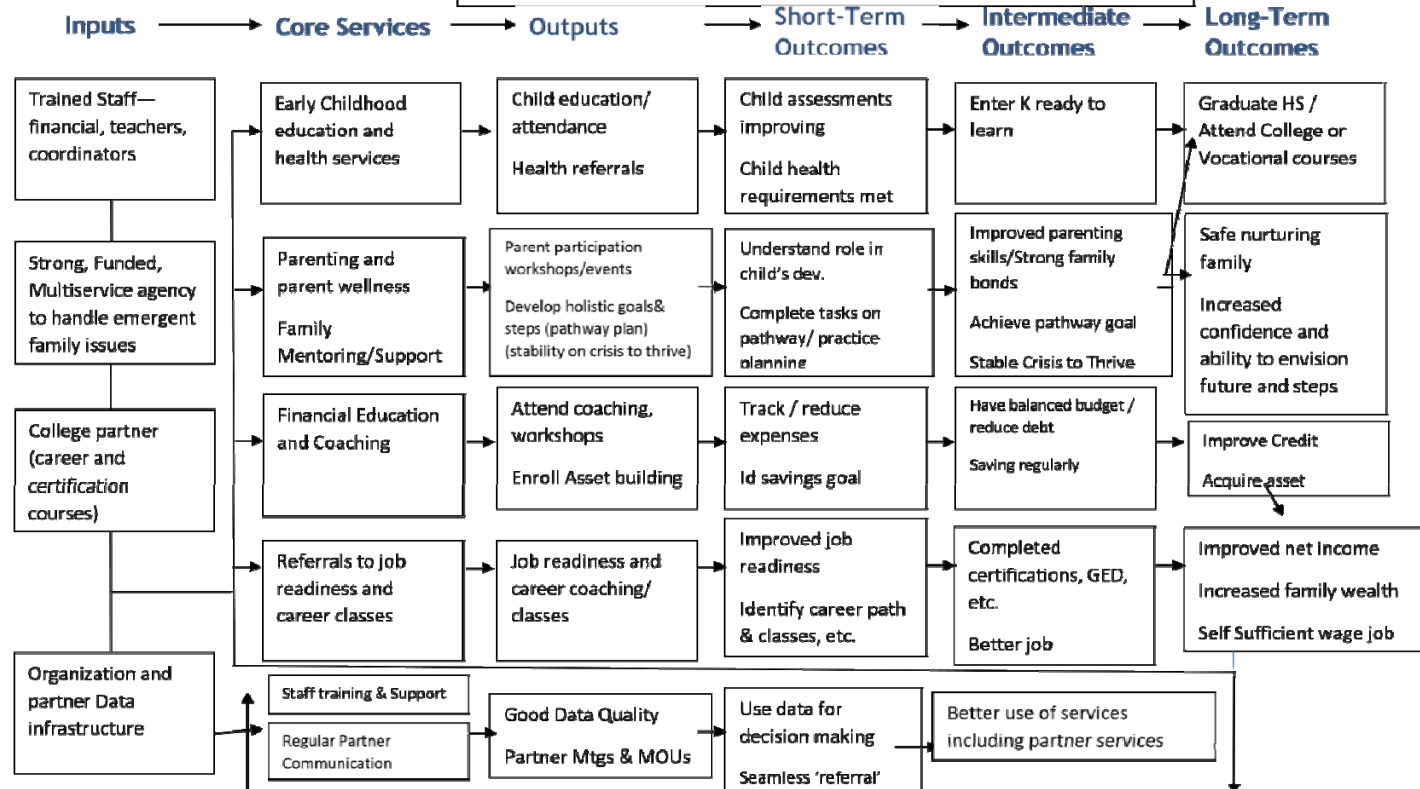 Inputs
Core Services
Outputs
Short-Term
Outcomes
Intermediate
Outcomes
Long-Term
Outcomes
Trained Staff—
financial, teachers,
coordinators
Strong, Funded,
Multiservice agency
to handle emergent
family issues
College partner
(career and
certification
courses)
Organization and
partner Data
infrastructure
Early Childhood
education and
health services
Child education/
attendance
Health referrals
Child assessments
improving
Child health
requirements met
Enter K ready to
learn
Graduate HS /
Attend College or
Vocational courses
Parenting and
parent wellness
Family
Mentoring/Support
Parent participation
workshops/events
Develop holistic goals&
steps (pathway plan)
(stability on crisis to thrive)
Understand role in
child's dev.
Complete tasks on
pathway/ practice
planning
Improved parenting
skills/Strong family
bonds
Achieve pathway goal
Stable Crisis to Thrive
Safe nurturing
family
Increased
confidence and
ability to envision
future and steps
Financial Education
and Coaching
Attend coaching,
workshops
Enroll Asset building
Track / reduce
expenses
Id savings goal
Have balanced budget /
reduce debt
Saving regularly
Improve Credit
Acquire asset
Referrals to job
readiness and
career classes
Job readiness and
career coaching/
classes
Improved job
readiness
Identify career path
& classes, etc.
Completed
certifications, GED,
etc.
Better job
Improved net Income
Increased family wealth
Self Sufficient wage job
Staff training & Support
Regular Partner
Communication
Good Data Quality
Partner Mtgs & MOUs
Use data for
decision making
Seamless 'referral'
Better use of services
including partner services